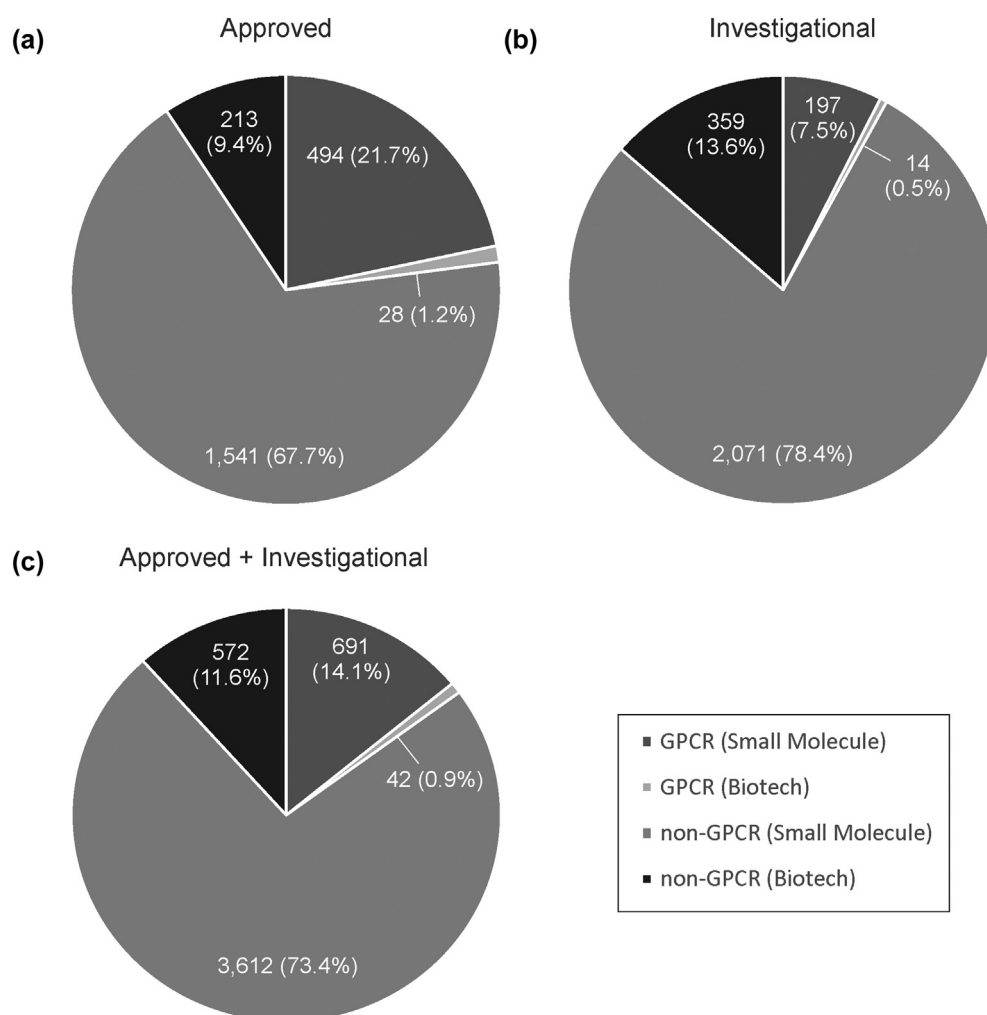 (a)
Approved
213
(9.4%)
494 (21.7%)
28 (1.2%)
1,541 (67.7%)
(b)
Investigational
359
(13.6%)
197
(7.5%)
14
(0.5%)
2,071 (78.4%)
(c)
Approved + Investigational
572
(11.6%)
691
(14.1%)
42 (0.9%)
3,612 (73.4%)
GPCR (Small Molecule)
GPCR (Biotech)
non-GPCR (Small Molecule)
non-GPCR (Biotech)